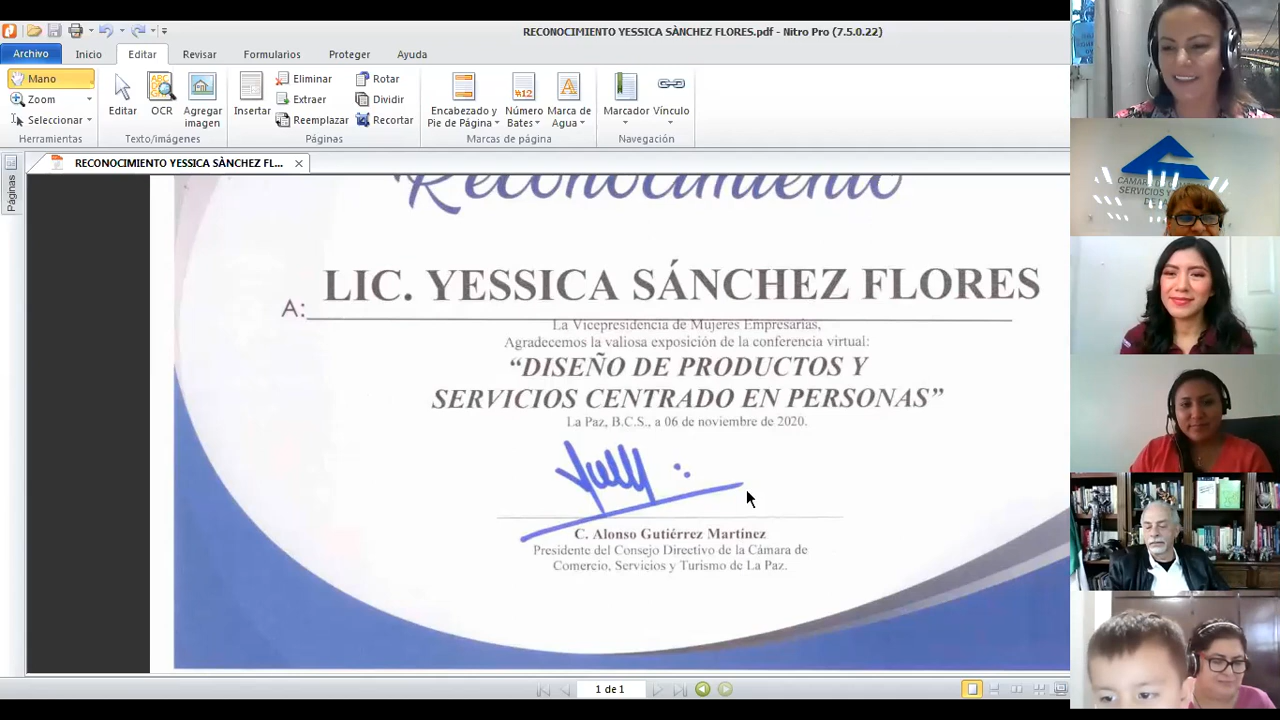 RECONOCIMIENTO YESSICA SÀNCHEZ FLORES.pdf - Nitro Pro (7.5.0.22)
Archivo Inicio Editar Revisar Formularios Proteger Ayuda
Mano
Zoom
Seleccionar
Herramientas
Editar
OCR
Agregar
imagen
Texto/imágenes
Insertar
Eliminar
Extraer
Reemplazar
Rotar
Dividir
Recortar
Páginas
Encabezado y
Pie de Página
Número
Bates
Marca de
Agua
Marcas de página
Marcador
Vínculo
Navegación
RECONOCIMIENTO YESSICA SÀNCHEZ FL...
Páginas
Reconocimiento
A: LIC. YESSICA SÁNCHEZ FLORES
La Vicepresidencia de Mujeres Empresarias,
Agradecemos la valiosa exposición de la conferencia virtual:
“DISEÑO DE PRODUCTOS Y
SERVICIOS CENTRADO EN PERSONAS”
La Paz, B.C.S., a 06 de noviembre de 2020.
C. Alonso Gutiérrez Martínez
Presidente del Consejo Directivo de la Cámara de
Comercio, Servicios y Turismo de La Paz.
1 de 1